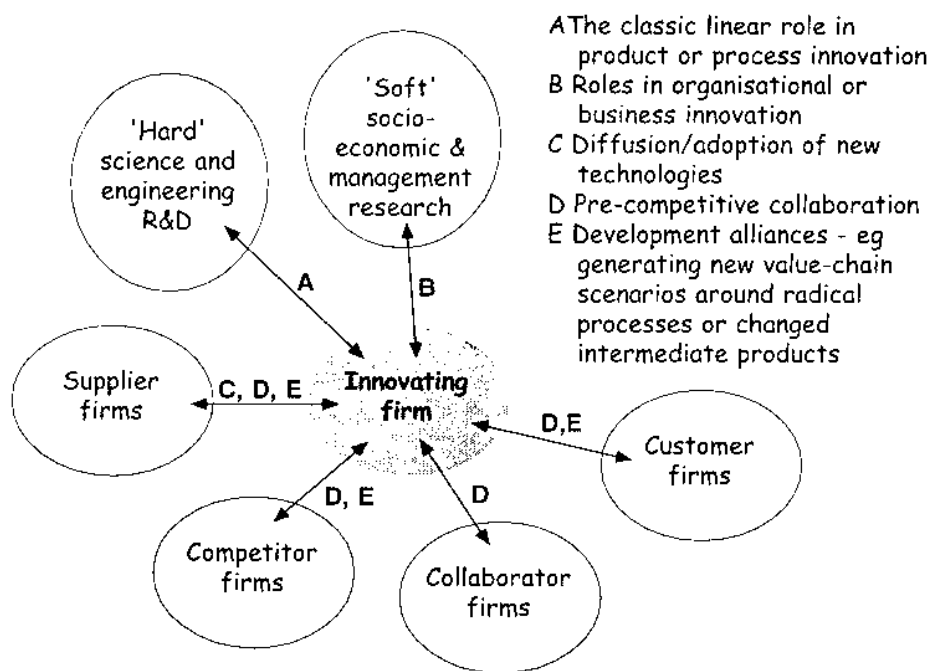 'Hard'
science and
engineering
R&D
'Soft'
socio-
economic &
management
research
A The classic linear role in
product or process innovation
B Roles in organisational or
business innovation
C Diffusion/adoption of new
technologies
D Pre-competitive collaboration
E Development alliances - eg
generating new value-chain
scenarios around radical
processes or changed
intermediate products
A
B
Supplier
firms
C, D, E
Innovating
firm
D,E
Customer
firms
D, E
D
Competitor
firms
Collaborator
firms